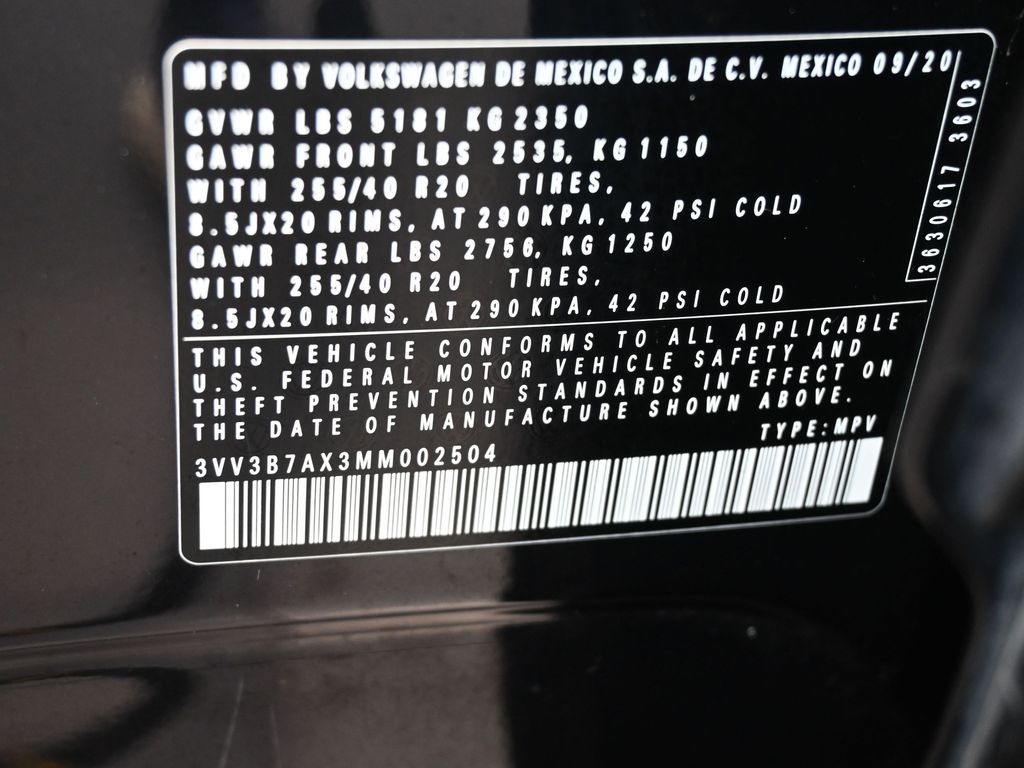 MFD BY VOLKSWAGEN DE MEXICO S.A. DE C.V. MEXICO 09/20
GVWR LBS 5181 KG 2350
GAWR FRONT LBS 2535, KG 1150
WITH 255/40 R20 TIRES,
8.5JX20 RIMS, AT 290 KPA, 42 PSI COLD
GAWR REAR LBS 2756, KG 1250
WITH 255/40 R20 TIRES,
8.5JX20 RIMS, AT 290 KPA, 42 PSI COLD
3630617 3603
THIS VEHICLE CONFORMS TO ALL APPLICABLE
U.S. FEDERAL MOTOR VEHICLE SAFETY AND
THEFT PREVENTION STANDARDS IN EFFECT ON
THE DATE OF MANUFACTURE SHOWN ABOVE.
3VV3B7AX3MM002504
TYPE: MPV